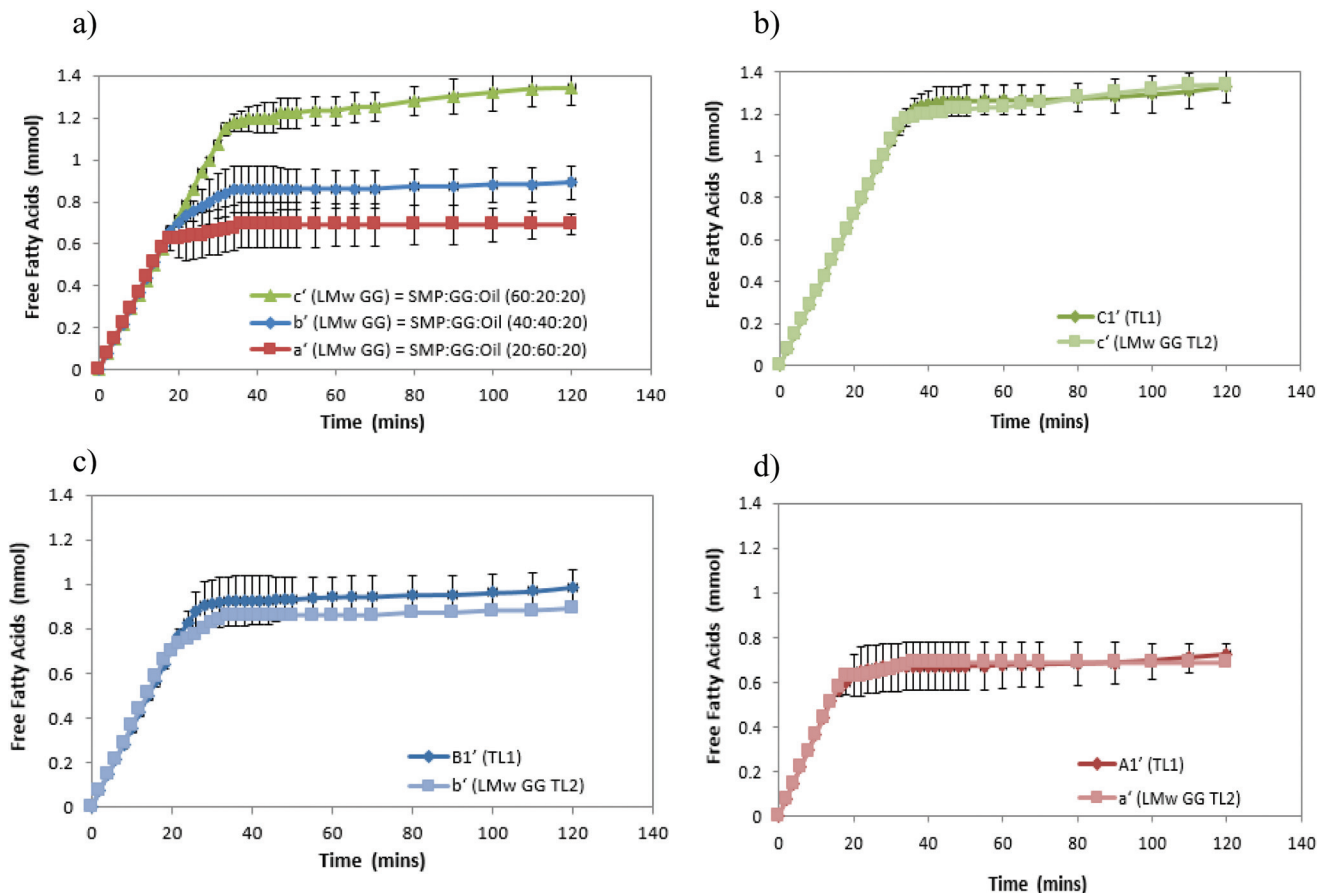 a)
1.4
1.2
1
0.8
0.6
0.4
0.2
0
Free Fatty Acids (mmol)
0 20 40 60 80 100 120 140
Time (mins)
c‘ (LMw GG) = SMP:GG:Oil (60:20:20)
b‘ (LMw GG) = SMP:GG:Oil (40:40:20)
a‘ (LMw GG) = SMP:GG:Oil (20:60:20)
b)
1.4
1.2
1
0.8
0.6
0.4
0.2
0
Free Fatty Acids (mmol)
0 20 40 60 80 100 120 140
Time (mins)
C1’ (TL1)
c‘ (LMw GG TL2)
c)
1.4
1.2
1
0.8
0.6
0.4
0.2
0
Free Fatty Acids (mmol)
0 20 40 60 80 100 120 140
Time (mins)
B1’ (TL1)
b‘ (LMw GG TL2)
d)
1.4
1.2
1
0.8
0.6
0.4
0.2
0
Free Fatty Acids (mmol)
0 20 40 60 80 100 120 140
Time (mins)
A1’ (TL1)
a‘ (LMw GG TL2)